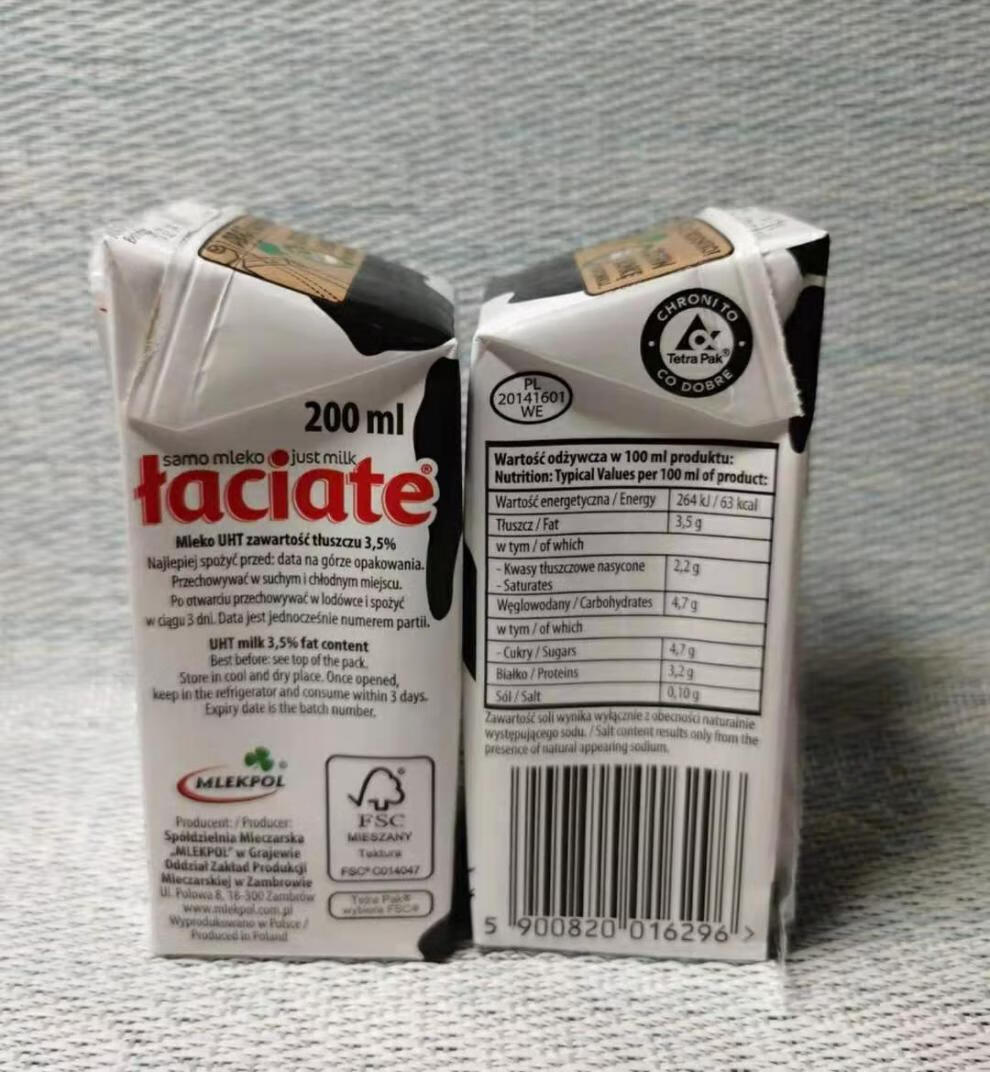 200 ml
samo mleko just milk
łaciate®
Mleko UHT zawartość tłuszczu 3,5%
Najlepiej spożyć przed: data na górze opakowania.
Przechowywać w suchym i chłodnym miejscu.
Po otwarciu przechowywać w lodówce i spożyć
w ciągu 3 dni. Data jest jednocześnie numerem partii.
UHT milk 3,5% fat content
Best before: see top of the pack.
Store in cool and dry place. Once opened,
keep in the refrigerator and consume within 3 days.
Expiry date is the batch number.
MLEKPOL®
Producent: / Producer:
Spółdzielnia Mleczarska
„MLEKPOL" w Grajewie
Oddział Zakład Produkcji
Mleczarskiej w Zambrowie
Ul. Polowa 8, 18-300 Zambrów
www.mlekpol.com.pl
Wyprodukowano w Polsce /
Produced in Poland
FSC
MIESZANY
Tektura
FSC® C014047
Tetra Pak®
wybiera FSC®
CHRONI TO
Tetra Pak®
CO DOBRE
PL
20141601
WE
Wartość odżywcza w 100 ml produktu:
Nutrition: Typical Values per 100 ml of product:
Wartość energetyczna / Energy 264 kJ / 63 kcal
Tłuszcz / Fat 3,5 g
w tym / of which
- Kwasy tłuszczowe nasycone 2,2 g
- Saturates
Węglowodany / Carbohydrates 4,7 g
w tym / of which
- Cukry / Sugars 4,7 g
Białko / Proteins 3,2 g
Sól / Salt 0,10 g
Zawartość soli wynika wyłącznie z obecności naturalnie
występującego sodu. / Salt content results only from the
presence of natural appearing sodium.
5 900820 016296 >